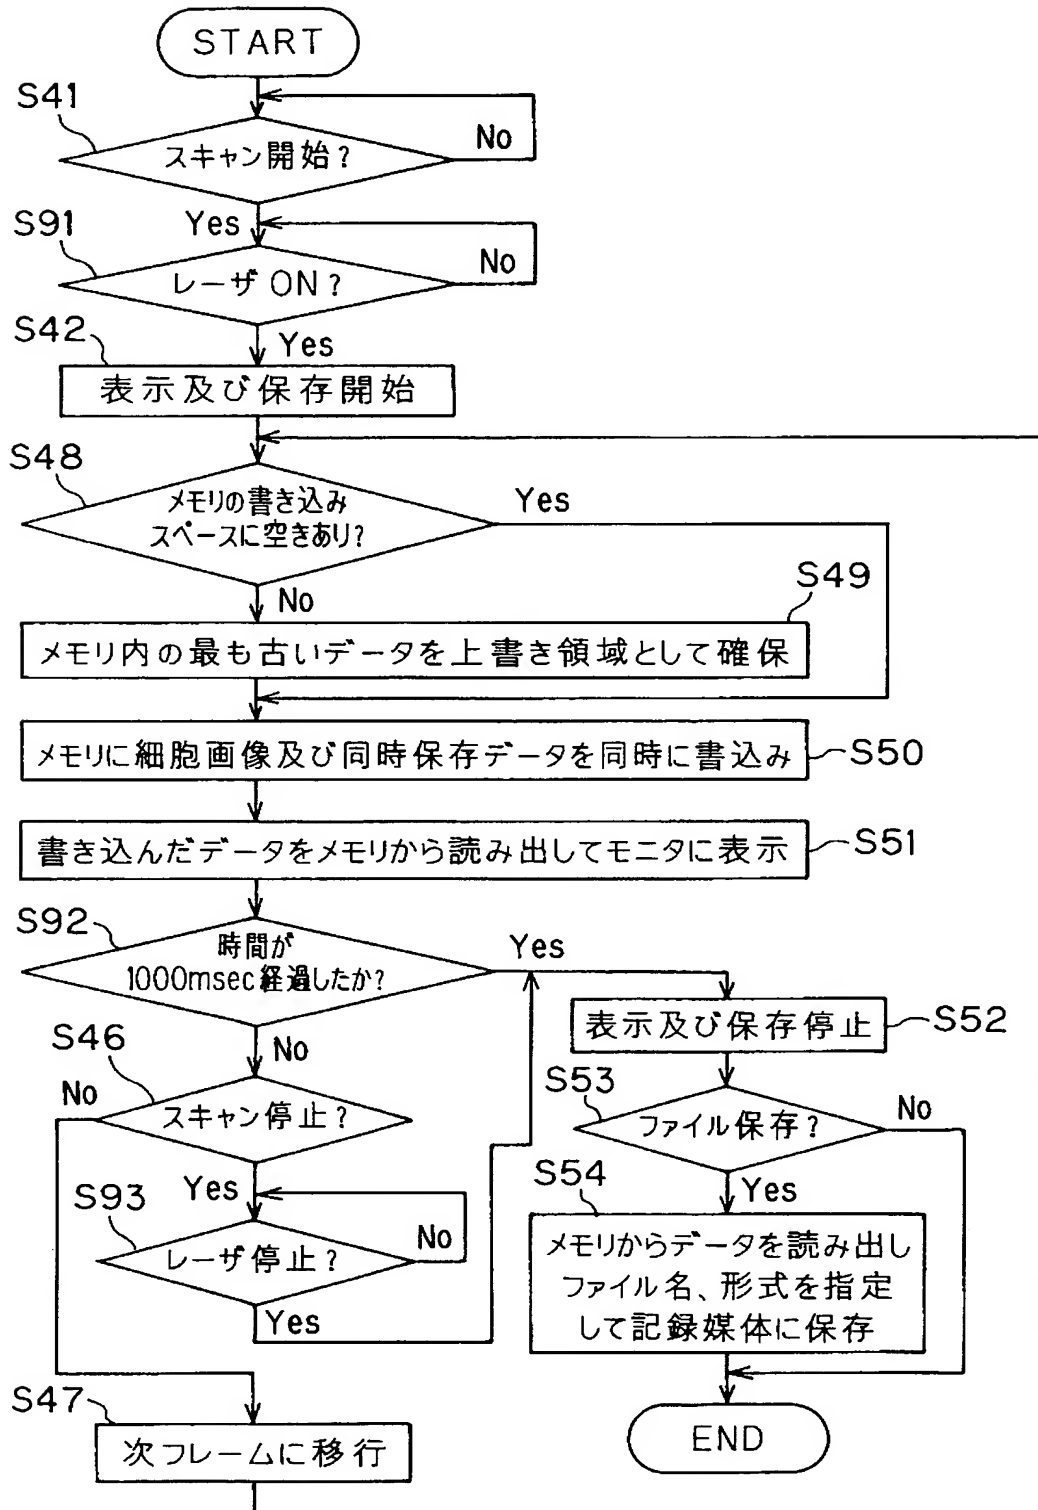 START
S41
スキャン開始？
No
Yes
S91
レーザ ON？
No
Yes
S42
表示及び保存開始
S48
メモリの書き込み
スペースに空きあり？
Yes
No
S49
メモリ内の最も古いデータを上書き領域として確保
メモリに細胞画像及び同時保存データを同時に書込み
S50
書き込んだデータをメモリから読み出してモニタに表示
S51
S92
時間が
1000msec経過したか？
Yes
No
表示及び保存停止
S52
S46
スキャン停止？
No
Yes
S53
ファイル保存？
No
Yes
S93
レーザ停止？
No
Yes
S54
メモリからデータを読み出し
ファイル名、形式を指定
して記録媒体に保存
S47
次フレームに移行
END